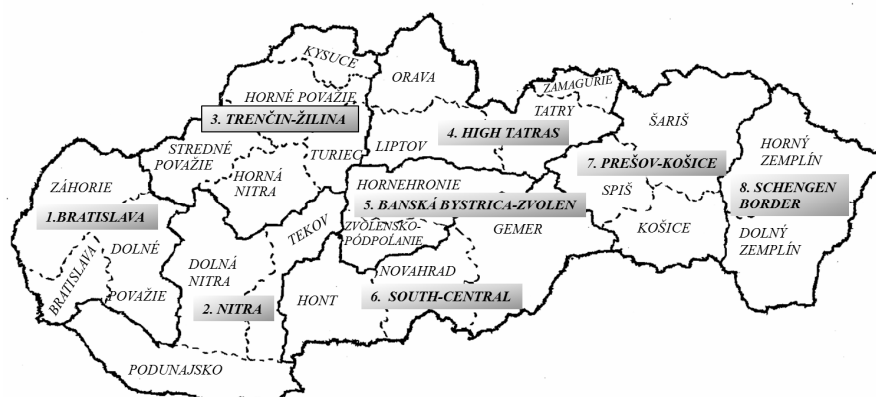 KYSUCE
ORAVA
ZAMAGURIE
HORNÉ POVAŽIE
TATRY
3. TRENČIN-ŽILINA
ŠARIŠ
4. HIGH TATRAS
STREDNÉ
POVAŽIE
TURIEC
LIPTOV
HORNÝ
ZEMPLÍN
7. PREŠOV-KOŠICE
HORNÁ
NITRA
ZÁHORIE
HORNEHRONIE
SPIŠ
8. SCHENGEN
BORDER
5. BANSKÁ BYSTRICA-ZVOLEN
1.BRATISLAVA
TEKOV
ZVOLENSKO-
PÓDPOĽANIE
GEMER
KOŠICE
DOLNÝ
ZEMPLÍN
DOLNÉ
POVAŽIE
BRATISLAVA
DOLNÁ
NITRA
NOVAHRAD
2. NITRA
HONT
6. SOUTH-CENTRAL
PODUNAJSKO